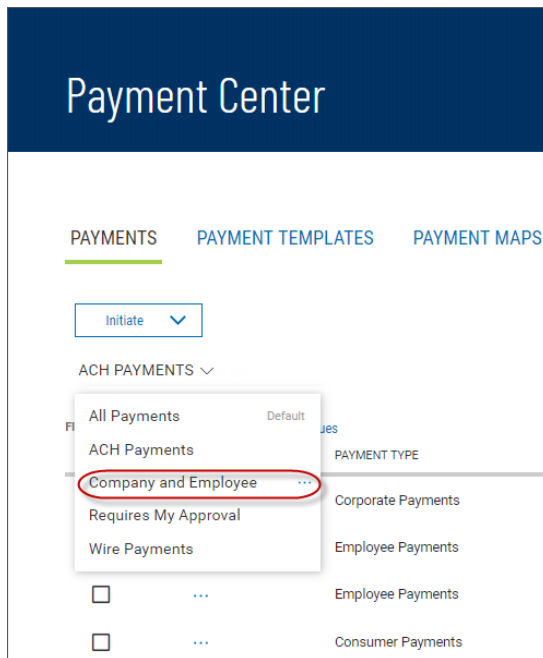 Payment Center
PAYMENTS PAYMENT TEMPLATES PAYMENT MAPS
Initiate
ACH PAYMENTS
All Payments Default
ACH Payments
PAYMENT TYPE
Company and Employee ...
Corporate Payments
Requires My Approval
Employee Payments
Wire Payments
... Employee Payments
... Consumer Payments